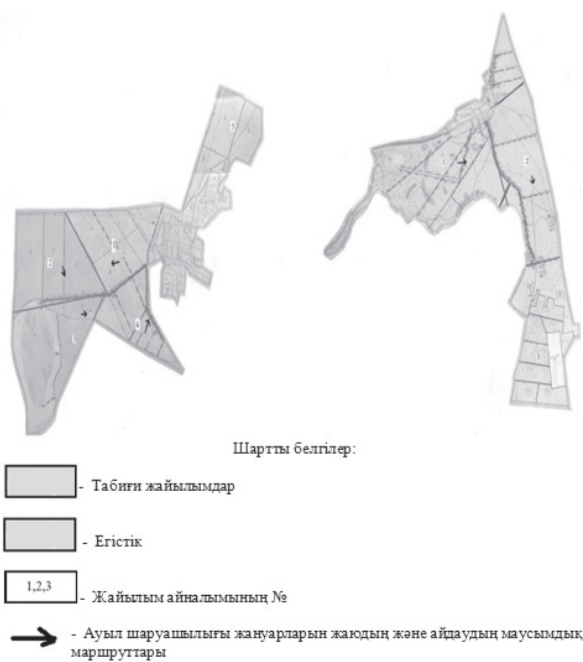 Шартты белгілер:
- Табиғи жайылымдар
- Егістік
1,2,3
- Жайылым айналымының №
- Ауыл шаруашылығы жануарларын жаюдың және айдаудың маусымдық
маршруттары